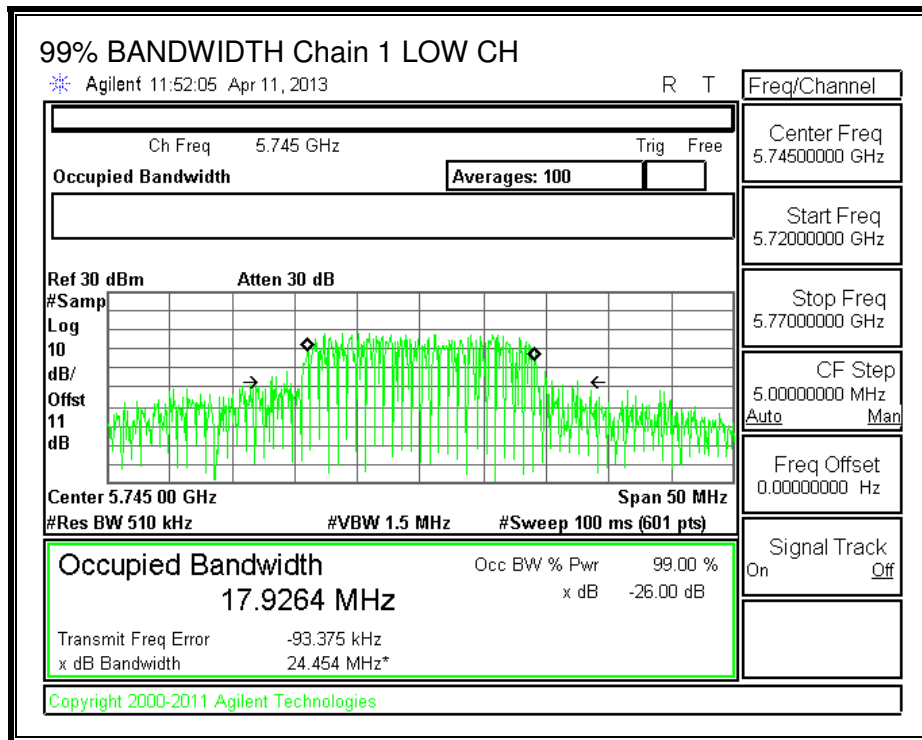 99% BANDWIDTH Chain 1 LOW CH
Agilent 11:52:05 Apr 11, 2013 R T
Freq/Channel
Ch Freq 5.745 GHz Trig Free
Occupied Bandwidth Averages: 100
Center Freq
5.74500000 GHz
Start Freq
5.72000000 GHz
Stop Freq
5.77000000 GHz
CF Step
5.00000000 MHz
Auto Man
Freq Offset
0.00000000 Hz
Signal Track
On Off
Ref 30 dBm Atten 30 dB
#Samp
Log
10
dB/
Offst
11
dB
Center 5.745 00 GHz Span 50 MHz
#Res BW 510 kHz #VBW 1.5 MHz #Sweep 100 ms (601 pts)
Occupied Bandwidth Occ BW % Pwr 99.00 %
17.9264 MHz x dB -26.00 dB
Transmit Freq Error -93.375 kHz
x dB Bandwidth 24.454 MHz*
Copyright 2000-2011 Agilent Technologies